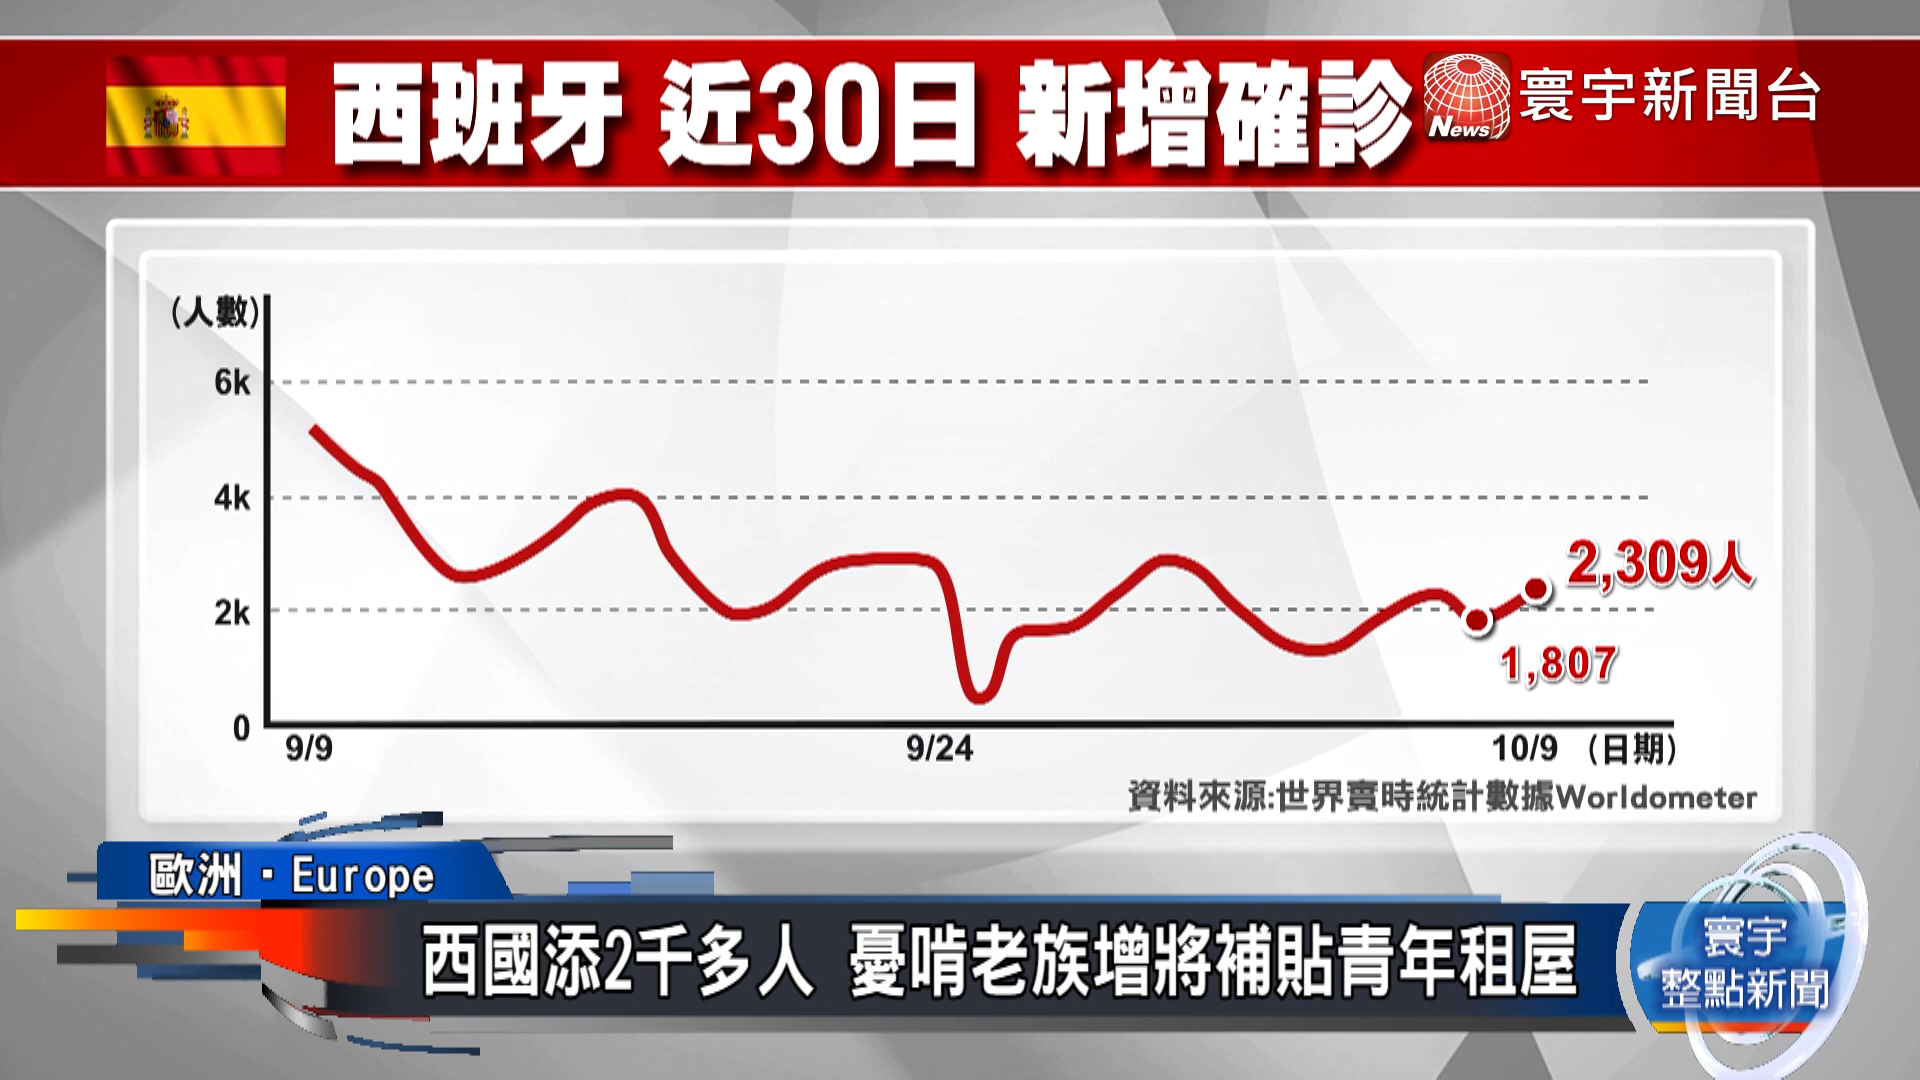 西班牙 近30日 新增確診
News 寰宇新聞台
(人數)
6k
4k
2k
0
2,309人
1,807
9/9 9/24 10/9 (日期)
資料來源:世界實時統計數據Worldometer
歐洲·Europe
西國添2千多人 憂啃老族增將補貼青年租屋
寰宇
整點新聞